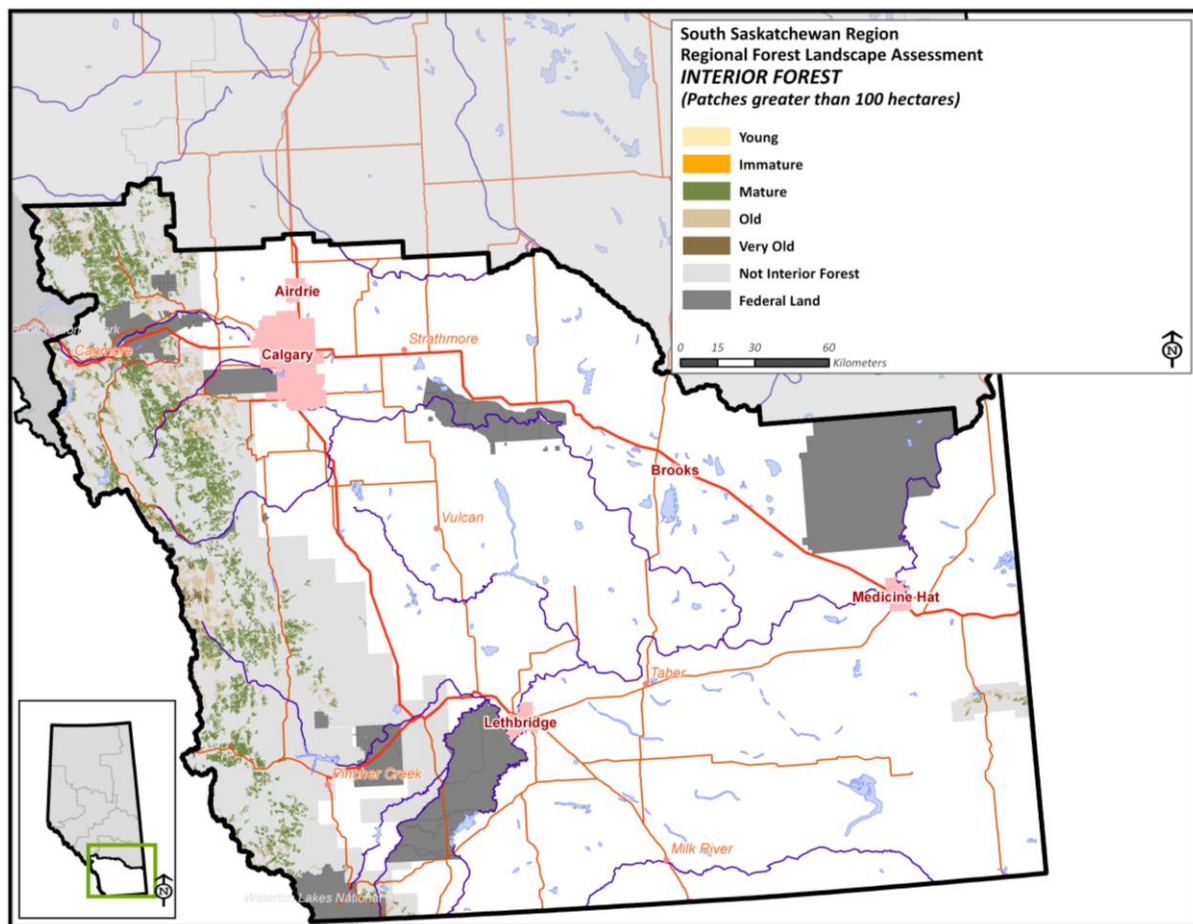 South Saskatchewan Region
Regional Forest Landscape Assessment
INTERIOR FOREST
(Patches greater than 100 hectares)
Young
Immature
Mature
Old
Very Old
Not Interior Forest
Federal Land
0 15 30 60
Kilometers
N
Airdrie
Calgary
Strathmore
Canmore
Brooks
Vulcan
Medicine Hat
Taber
Lethbridge
Pincher Creek
Milk River
Waterton Lakes National
N